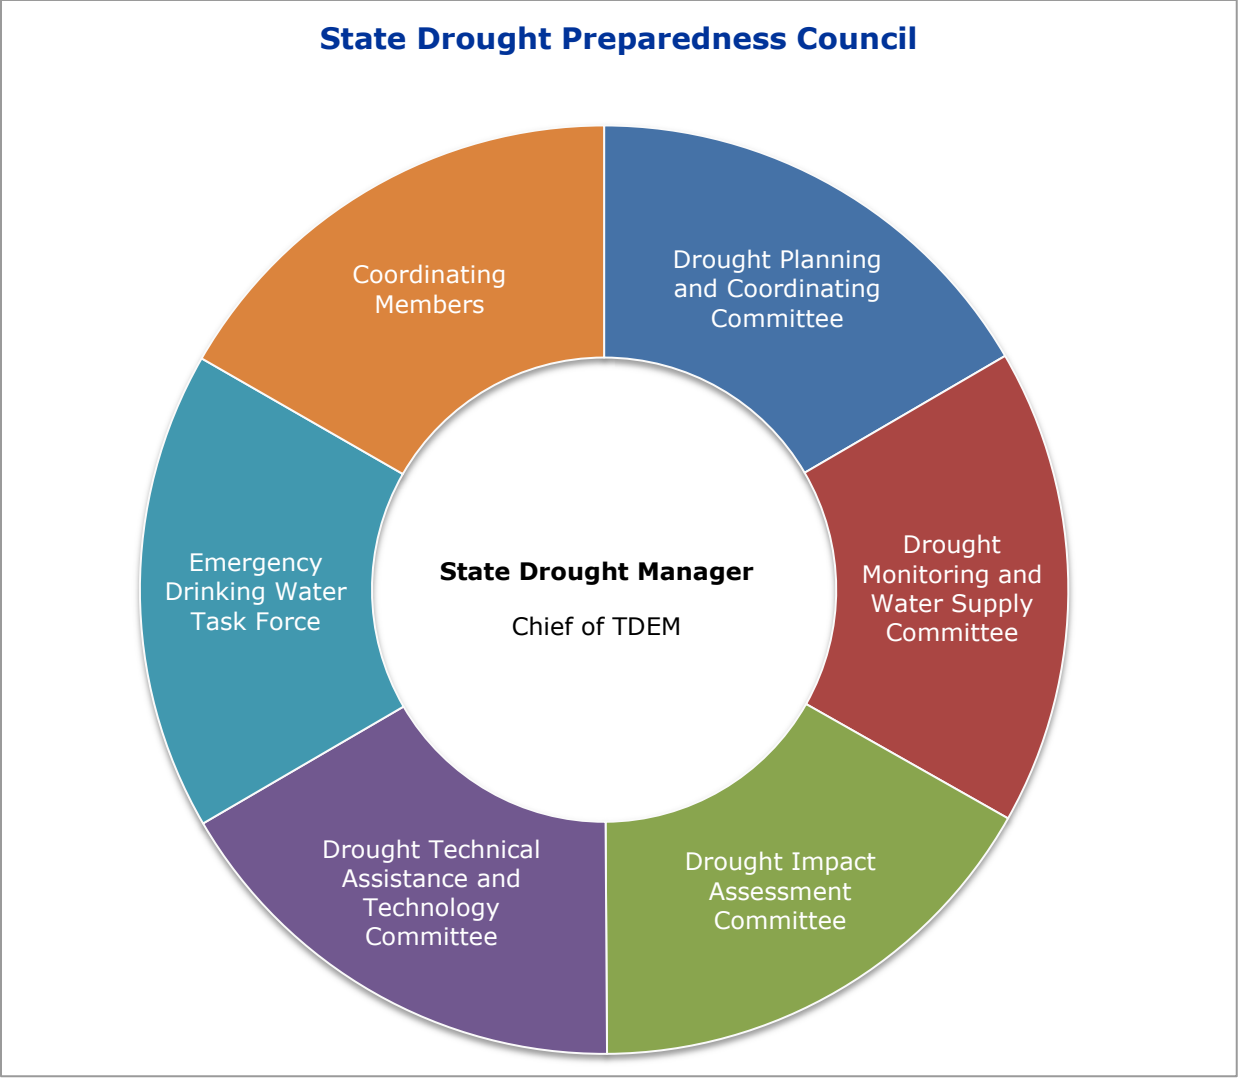 State Drought Preparedness Council
Coordinating
Members
Drought Planning
and Coordinating
Committee
Drought
Monitoring and
Water Supply
Committee
Drought Impact
Assessment
Committee
Drought Technical
Assistance and
Technology
Committee
Emergency
Drinking Water
Task Force
State Drought Manager
Chief of TDEM